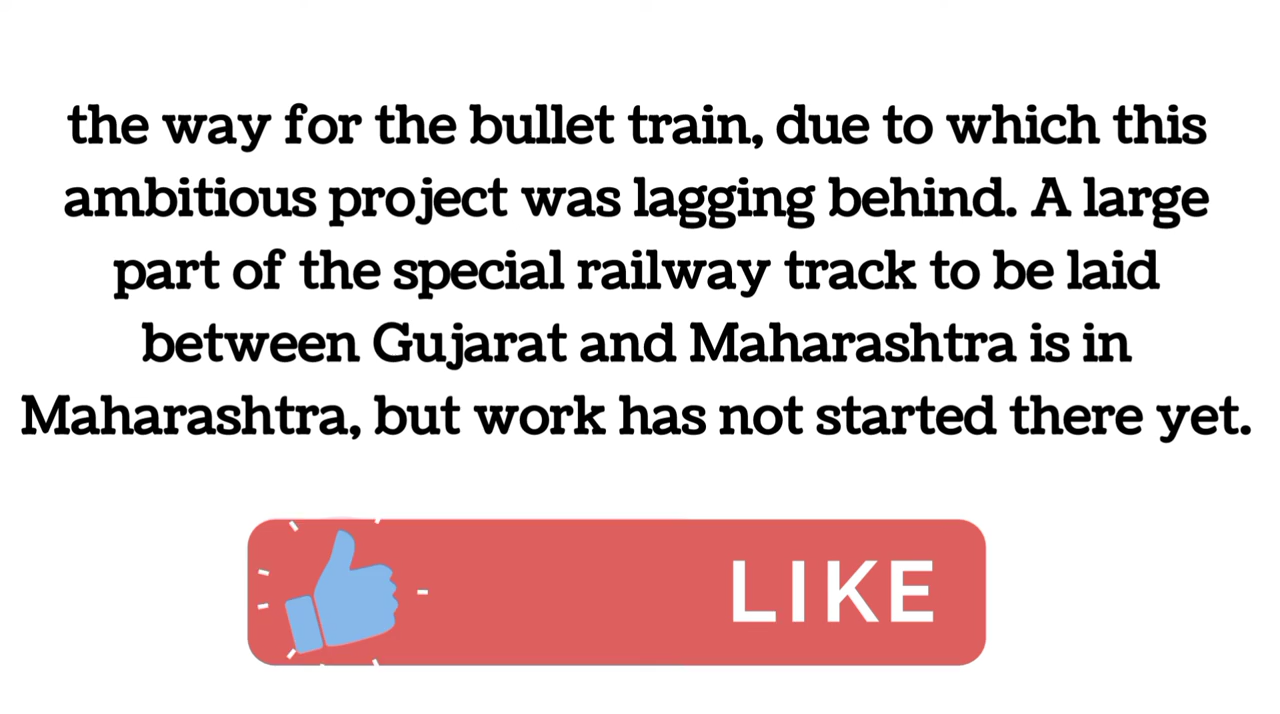 the way for the bullet train, due to which this
ambitious project was lagging behind. A large
part of the special railway track to be laid
between Gujarat and Maharashtra is in
Maharashtra, but work has not started there yet.
LIKE